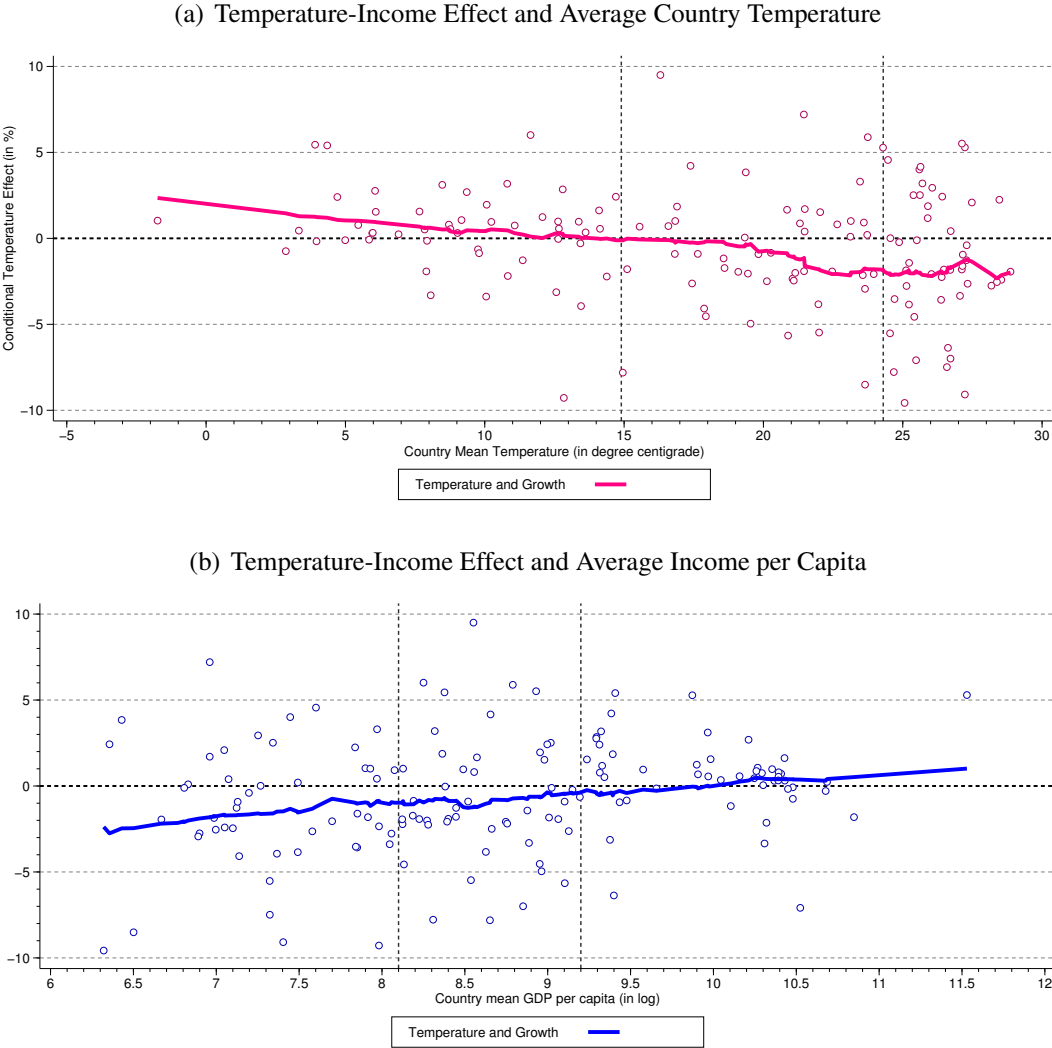 (a) Temperature-Income Effect and Average Country Temperature
Conditional Temperature Effect (in %)
10
5
0
−5
−10
−5 0 5 10 15 20 25 30
Country Mean Temperature (in degree centigrade)
Temperature and Growth
(b) Temperature-Income Effect and Average Income per Capita
10
5
0
−5
−10
6 6.5 7 7.5 8 8.5 9 9.5 10 10.5 11 11.5 12
Country mean GDP per capita (in log)
Temperature and Growth